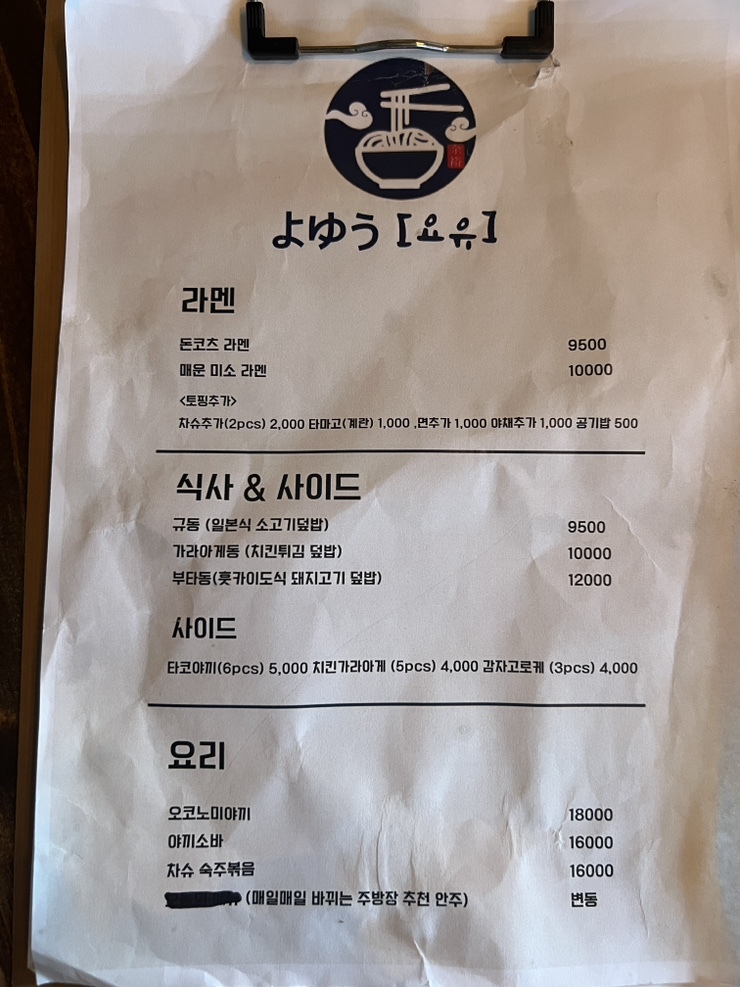 よゆう [요유]
라멘
돈코츠 라멘 9500
매운 미소 라멘 10000
<토핑추가>
차슈추가(2pcs) 2,000 타마고(계란) 1,000 ,면추가 1,000 야채추가 1,000 공기밥 500
식사 & 사이드
규동 (일본식 소고기덮밥) 9500
가라아게동 (치킨튀김 덮밥) 10000
부타동(홋카이도식 돼지고기 덮밥) 12000
사이드
타코야끼(6pcs) 5,000 치킨가라아게 (5pcs) 4,000 감자고로케 (3pcs) 4,000
요리
오코노미야끼 18000
야끼소바 16000
차슈 숙주볶음 16000
(매일매일 바뀌는 주방장 추천 안주) 변동